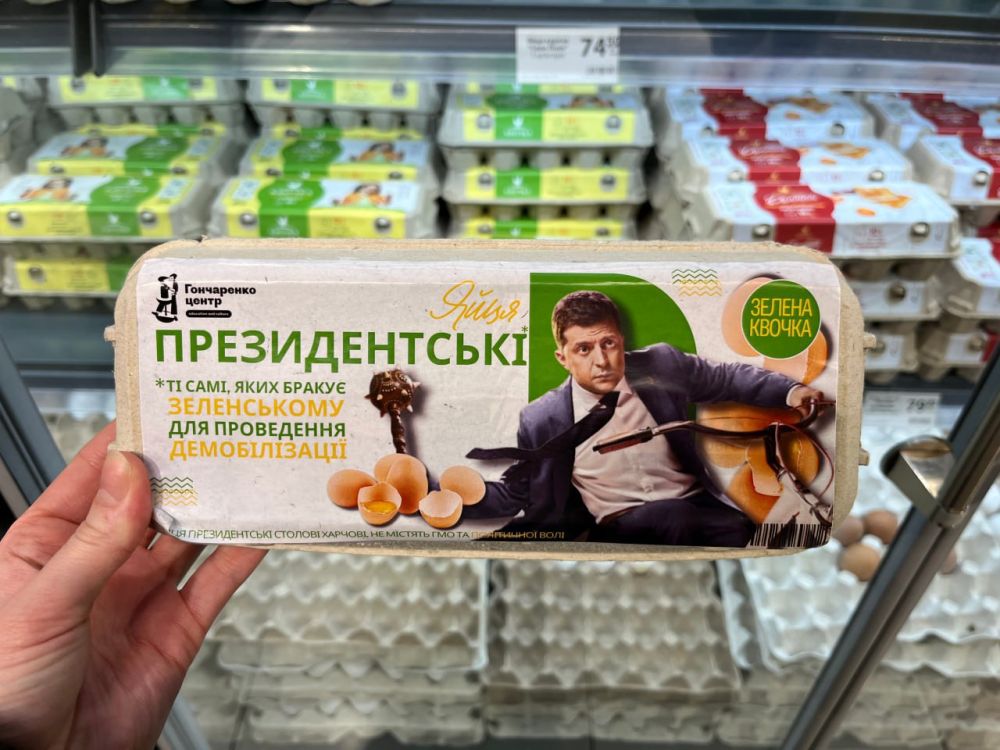 74
Гончаренко
центр
Яйця
ПРЕЗИДЕНТСЬКІ*
*ТІ САМІ, ЯКИХ БРАКУЄ
ЗЕЛЕНСЬКОМУ
ДЛЯ ПРОВЕДЕННЯ
ДЕМОБІЛІЗАЦІЇ
ЗЕЛЕНА
КВОЧКА
ПРЕЗИДЕНТСЬКІ СТОЛОВІ ХАРЧОВІ, НЕ МІСТЯТЬ ГМО ТА ПОЛІТИЧНОЇ ВОЛІ